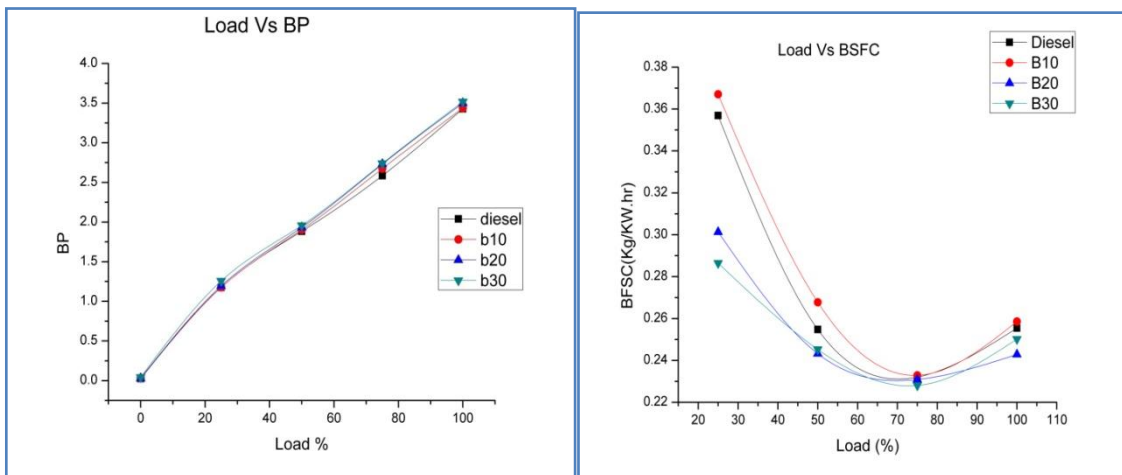 Load Vs BP
4.0
3.5
3.0
2.5
2.0
1.5
1.0
0.5
0.0
BP
0 20 40 60 80 100
Load %
diesel
b10
b20
b30
Load Vs BSFC
Diesel
B10
B20
B30
0.38
0.36
0.34
0.32
0.30
0.28
0.26
0.24
0.22
BFSC(Kg/KW.hr)
20 30 40 50 60 70 80 90 100 110
Load (%)